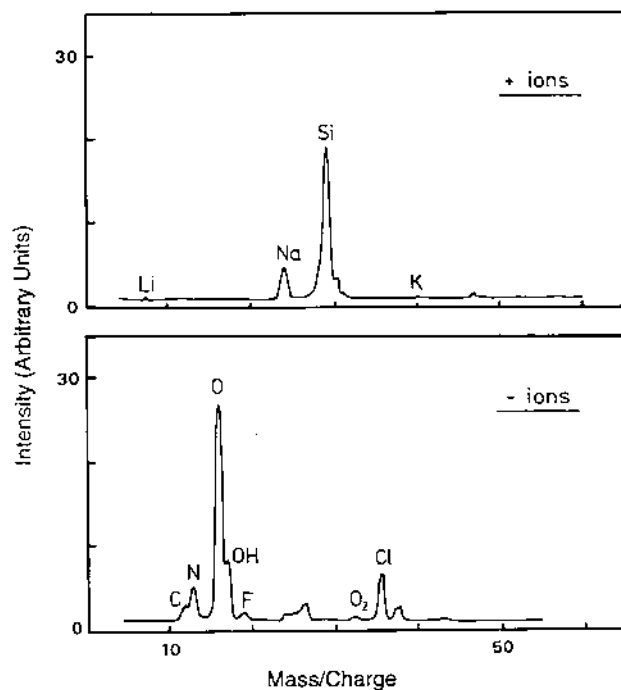 30
+ ions
Si
Na
Li
K
0
Intensity (Arbitrary Units)
30
- ions
O
OH
N
C
F
O₂
Cl
0
10
50
Mass/Charge